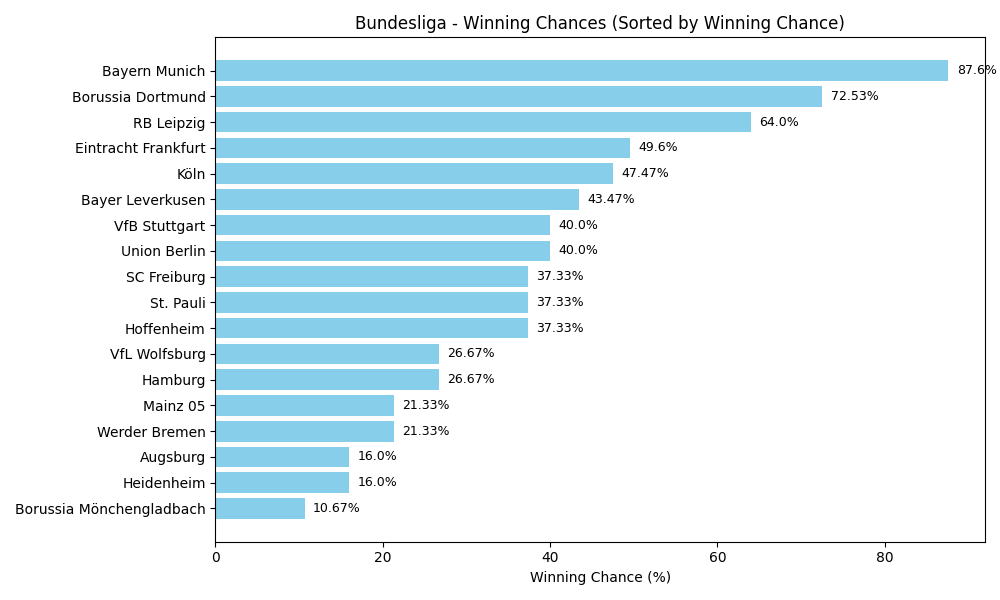 Bundesliga - Winning Chances (Sorted by Winning Chance)
Bayern Munich 87.6%
Borussia Dortmund 72.53%
RB Leipzig 64.0%
Eintracht Frankfurt 49.6%
Köln 47.47%
Bayer Leverkusen 43.47%
VfB Stuttgart 40.0%
Union Berlin 40.0%
SC Freiburg 37.33%
St. Pauli 37.33%
Hoffenheim 37.33%
VfL Wolfsburg 26.67%
Hamburg 26.67%
Mainz 05 21.33%
Werder Bremen 21.33%
Augsburg 16.0%
Heidenheim 16.0%
Borussia Mönchengladbach 10.67%
0 20 40 60 80
Winning Chance (%)